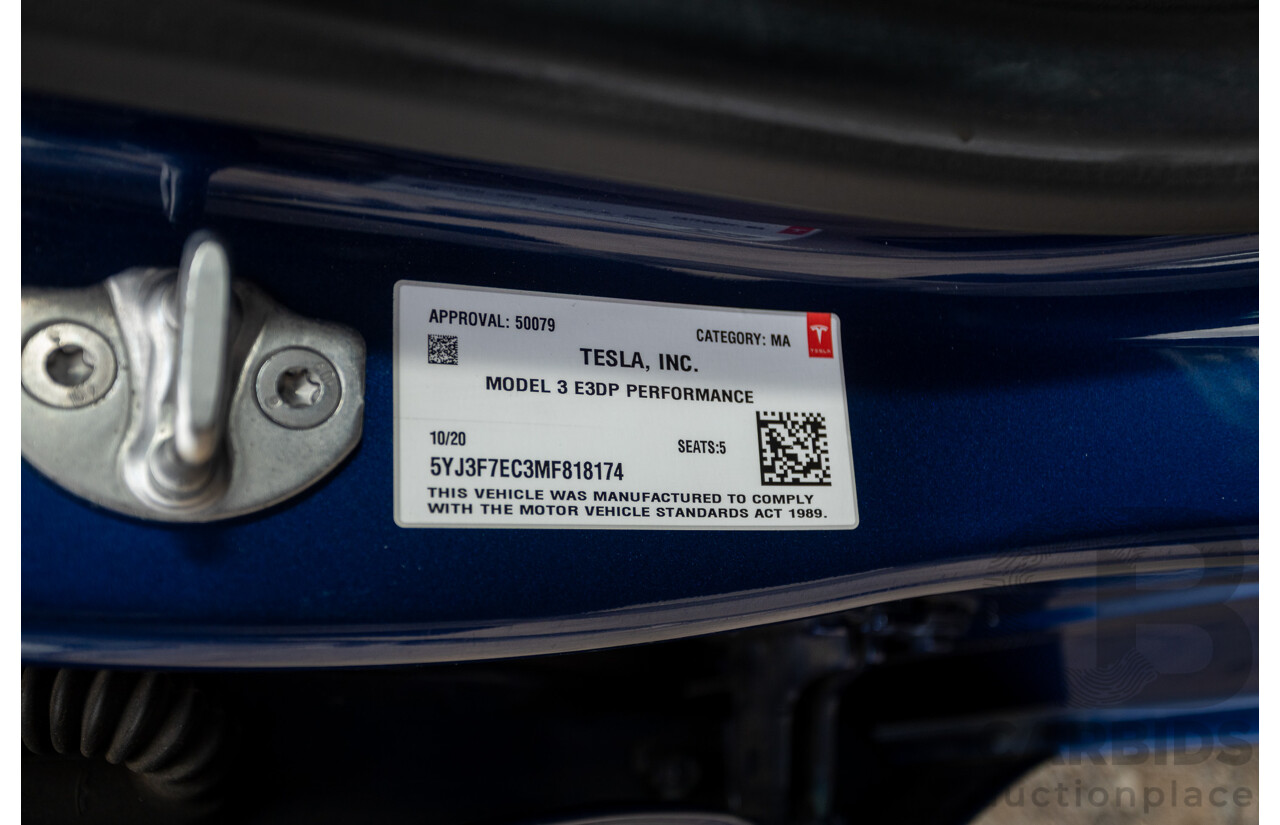 APPROVAL: 50079
CATEGORY: MA
TESLA
TESLA, INC.
MODEL 3 E3DP PERFORMANCE
10/20
SEATS:5
5YJ3F7EC3MF818174
THIS VEHICLE WAS MANUFACTURED TO COMPLY
WITH THE MOTOR VEHICLE STANDARDS ACT 1989.